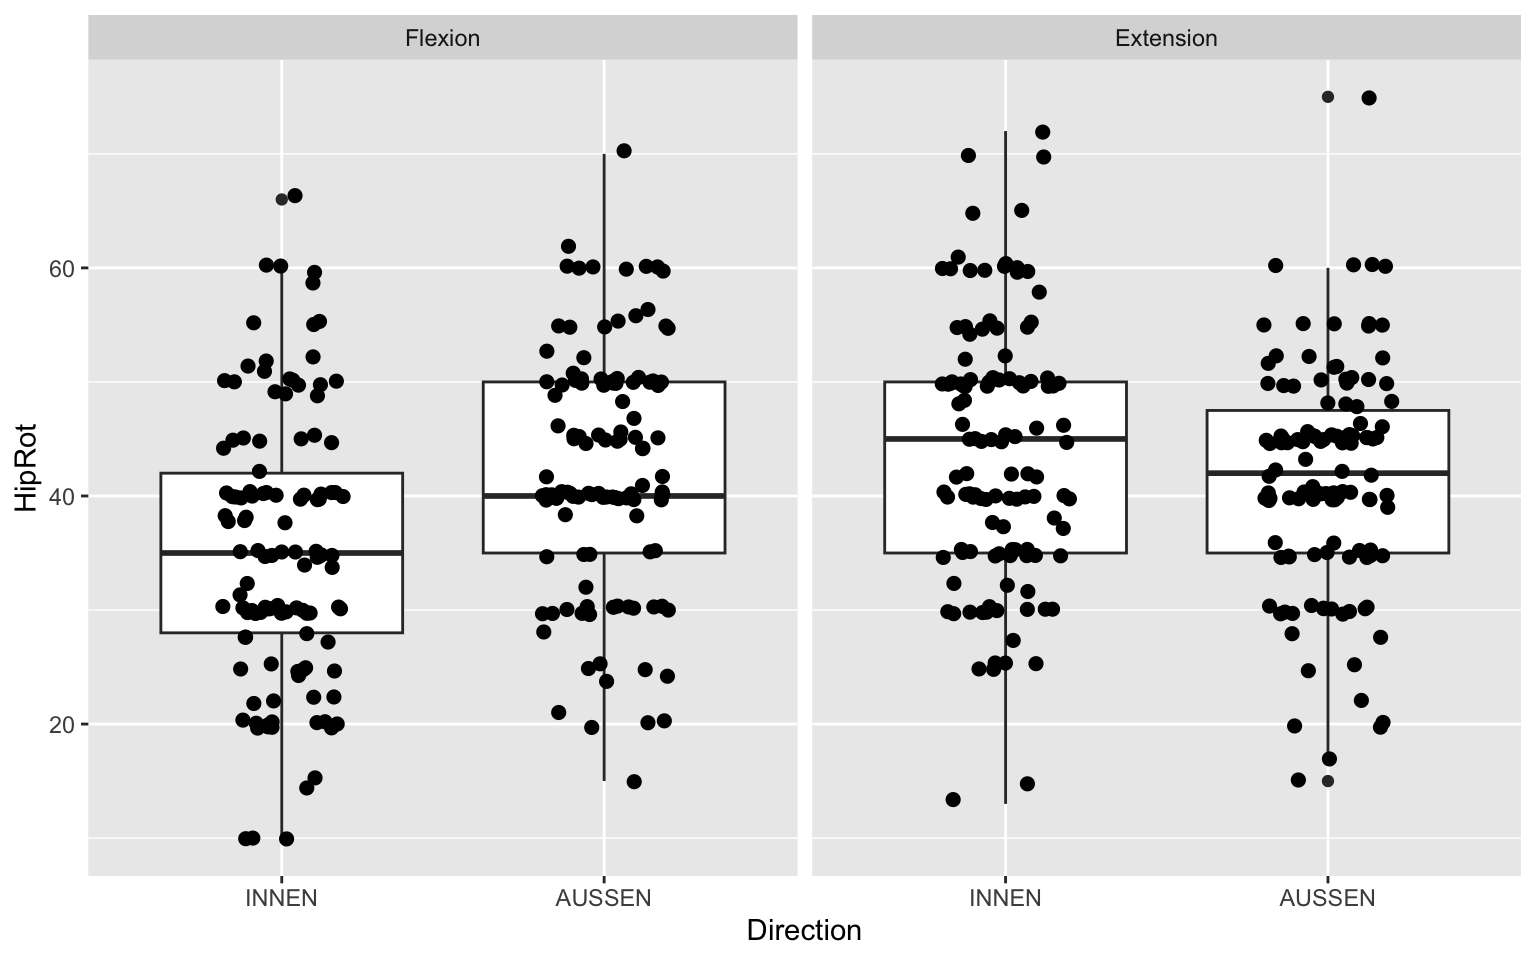 Flexion
Extension
HipRot
60
40
20
INNEN
AUSSEN
INNEN
AUSSEN
Direction